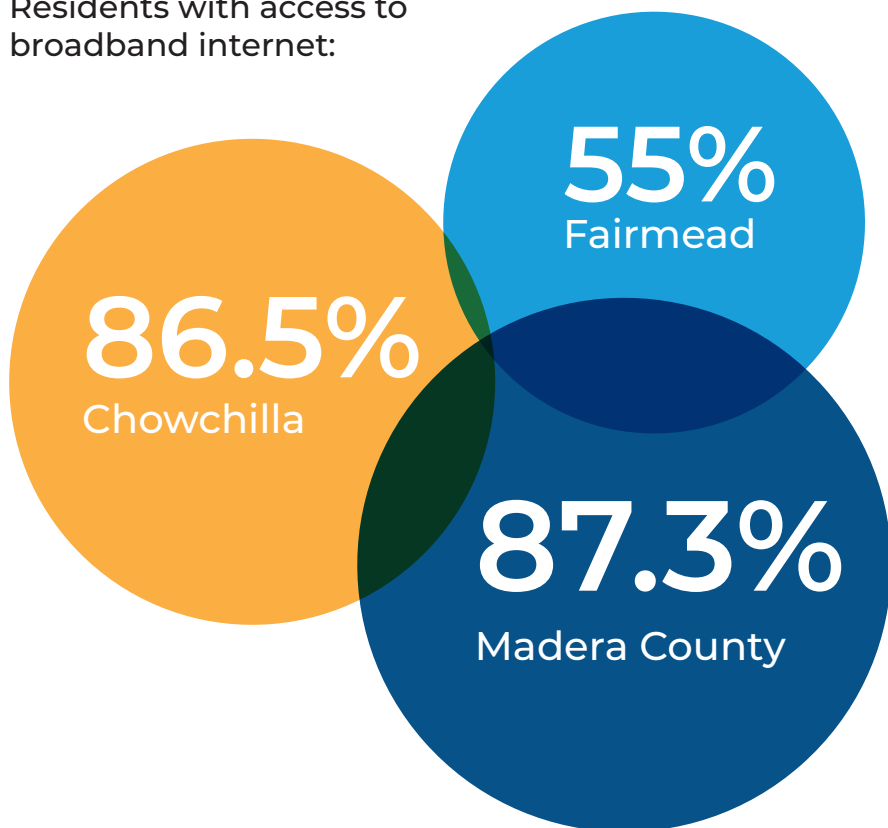 Residents with access to
broadband internet:
55%
Fairmead
86.5%
Chowchilla
87.3%
Madera County